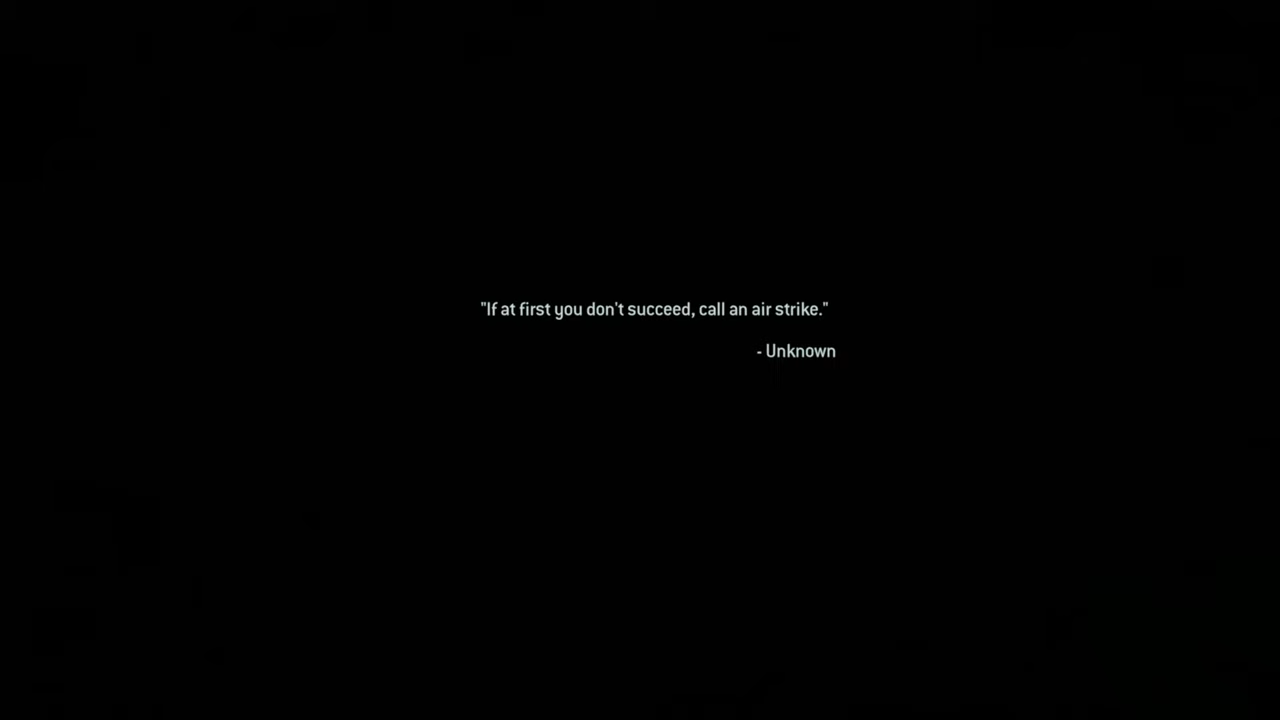 "If at first you don't succeed, call an air strike."
- Unknown